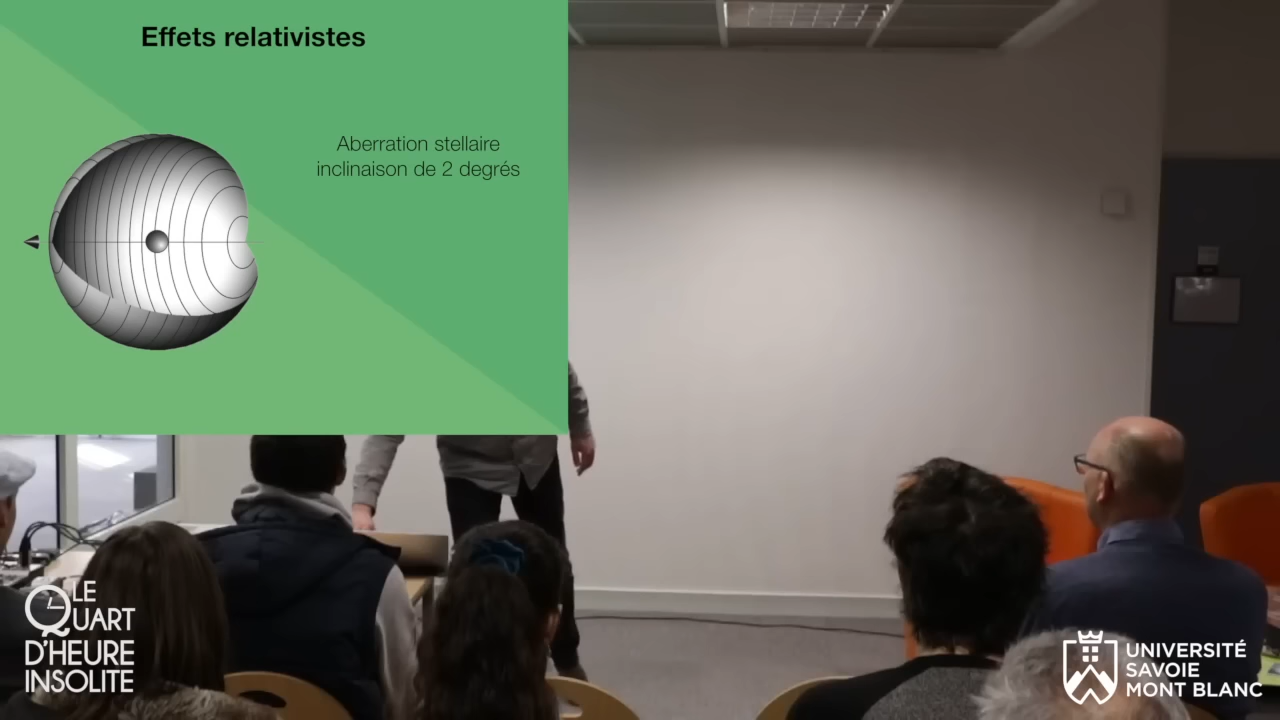 Effets relativistes
Aberration stellaire
inclinaison de 2 degrés
LE
QUART
D'HEURE
INSOLITE
UNIVERSITÉ
SAVOIE
MONT BLANC